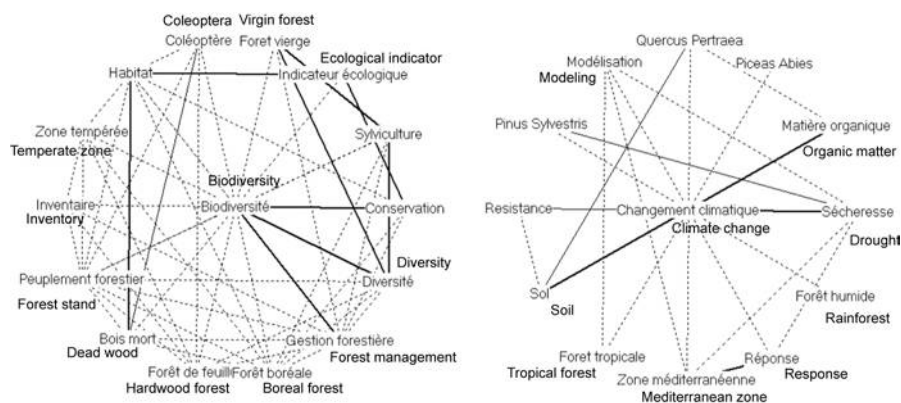 Coleoptera
Virgin forest
Coléoptère
Foret vierge
Ecological indicator
Habitat
Indicateur écologique
Zone tempérée
Temperate zone
Sylviculture
Biodiversity
Inventaire
Biodiversité
Conservation
Inventory
Diversity
Peuplement forestier
Diversité
Forest stand
Bois mort
Gestion forestière
Dead wood
Forest management
Forêt de feuill
Forêt boréale
Hardwood forest
Boreal forest
Quercus Pertraea
Modélisation
Piceas Abies
Modeling
Pinus Sylvestris
Matière organique
Organic matter
Resistance
Changement climatique
Sécheresse
Climate change
Drought
Sol
Forêt humide
Soil
Rainforest
Foret tropicale
Réponse
Tropical forest
Zone méditerranéenne
Response
Mediterranean zone